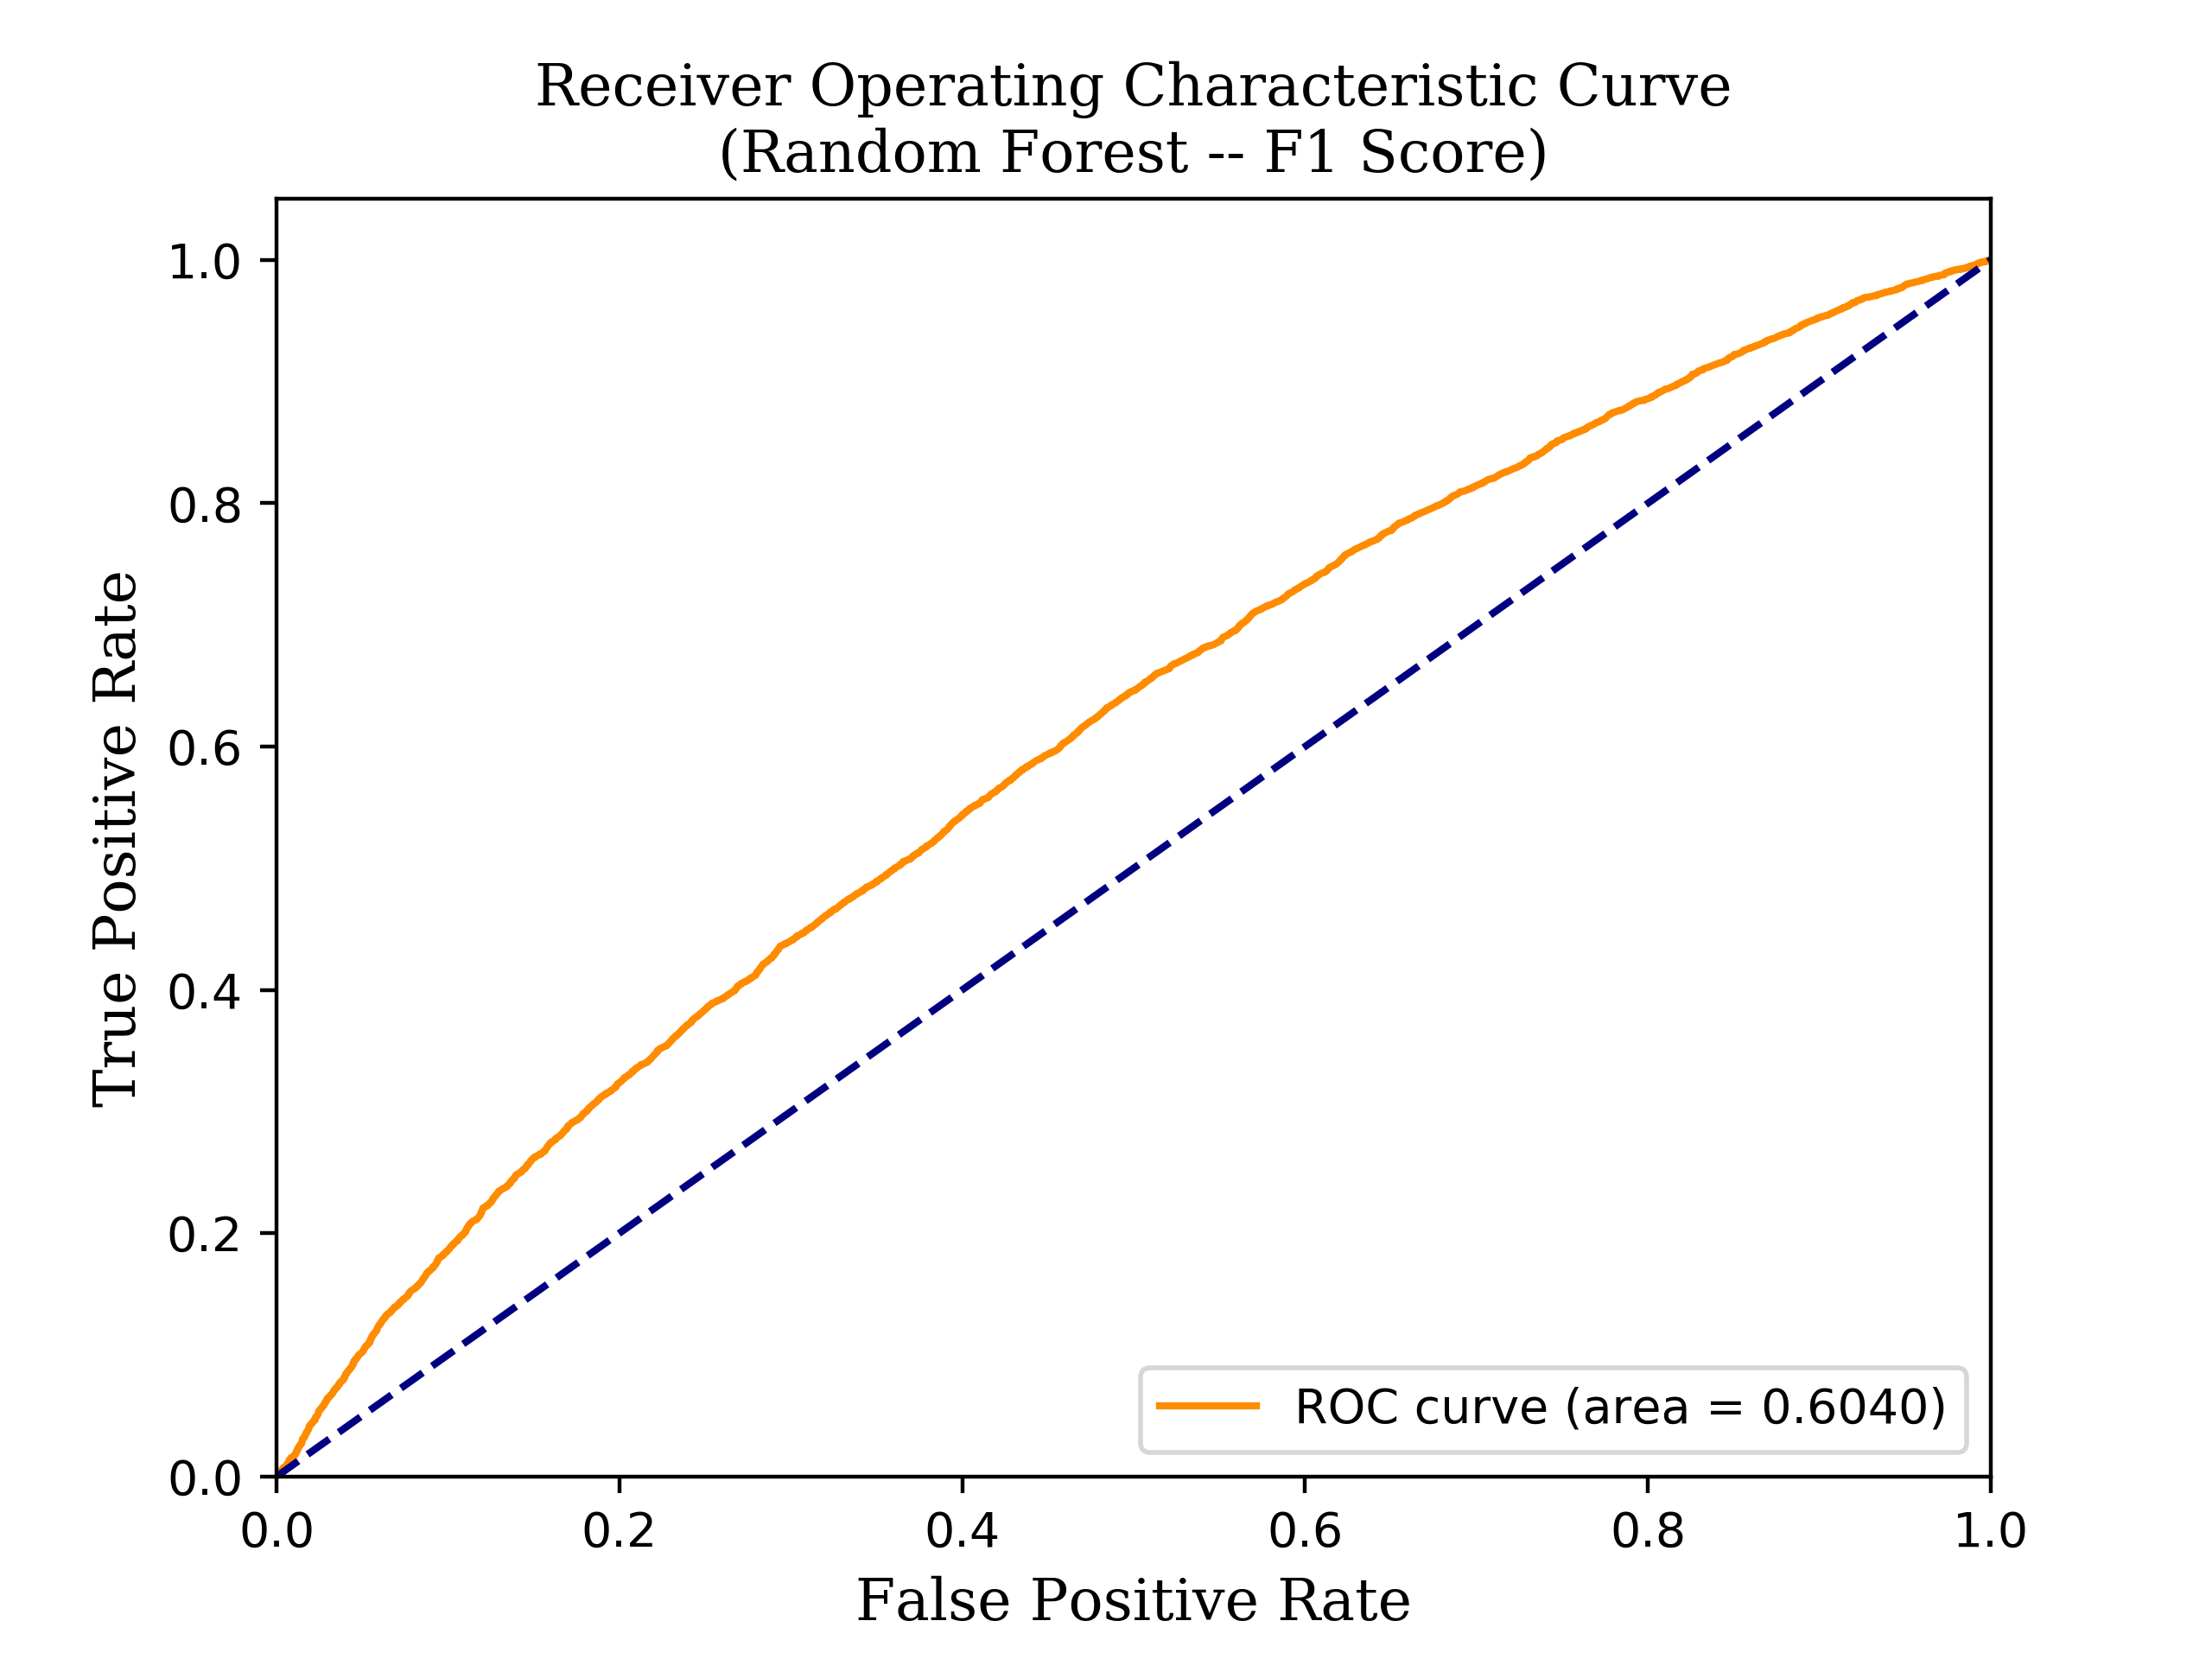 Receiver Operating Characteristic Curve
(Random Forest -- F1 Score)
1.0
0.8
0.6
0.4
0.2
0.0
True Positive Rate
ROC curve (area = 0.6040)
0.0 0.2 0.4 0.6 0.8 1.0
False Positive Rate